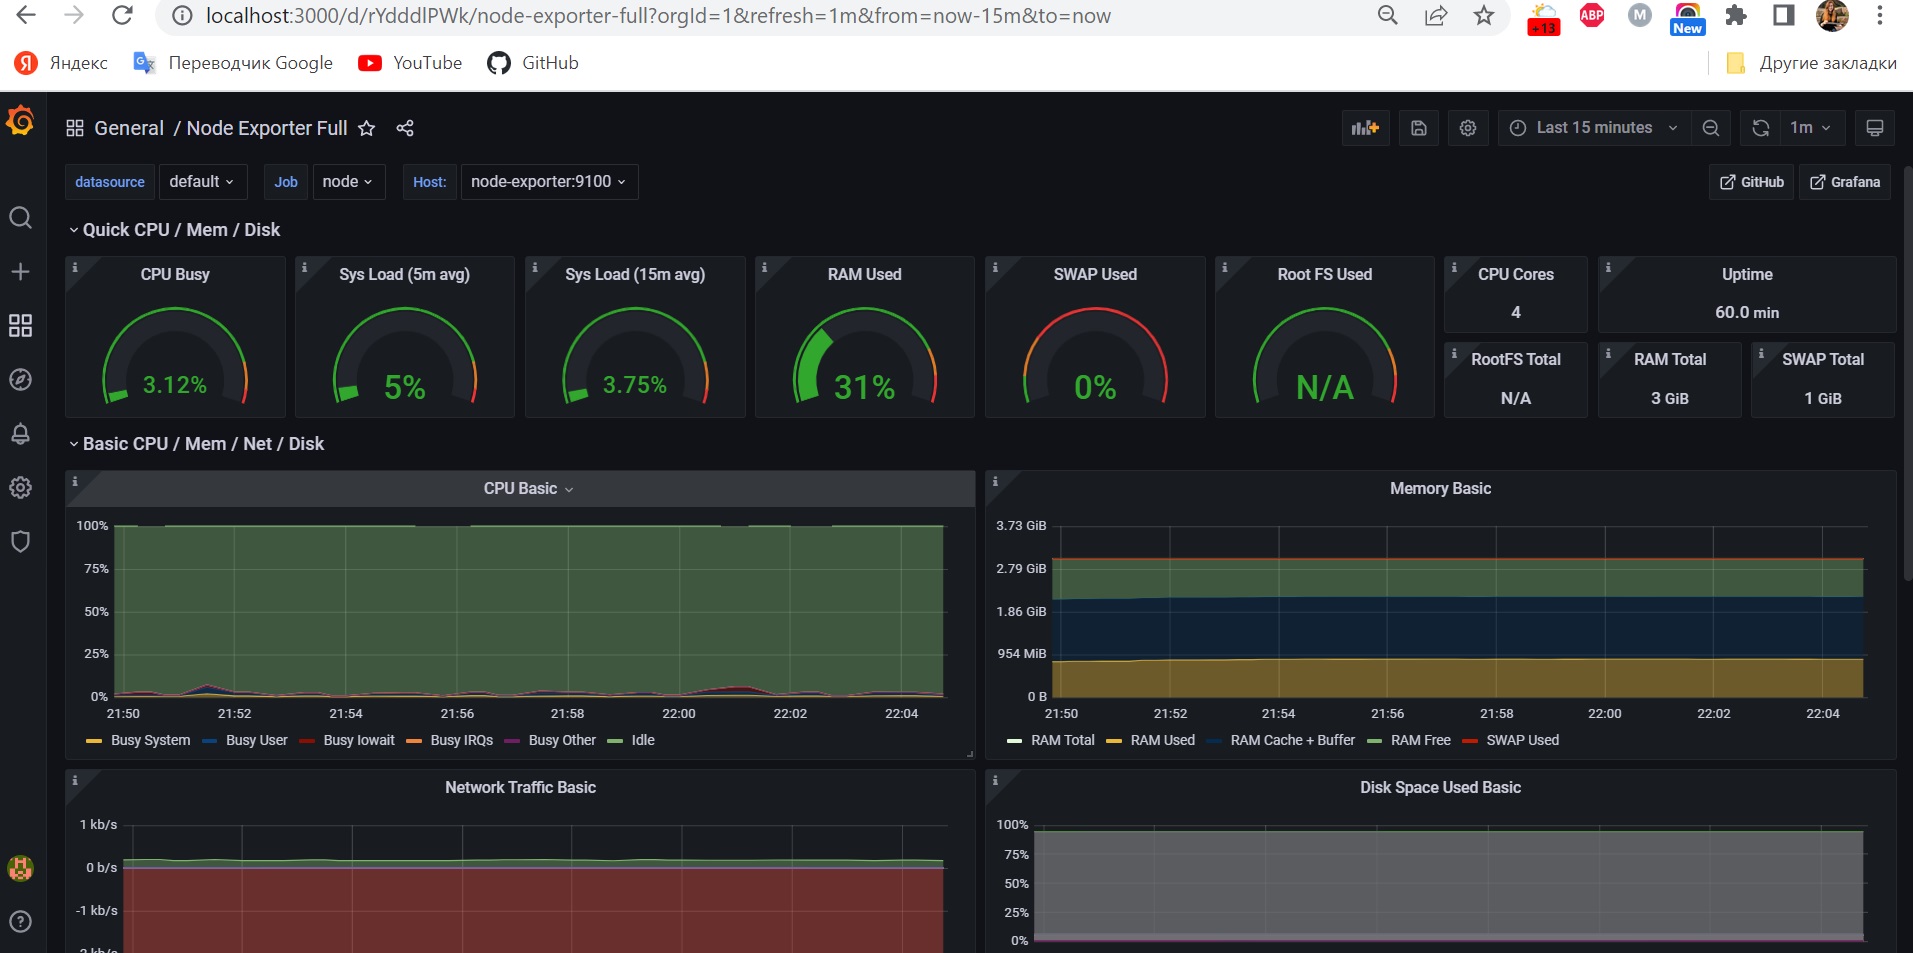 localhost:3000/d/rYdddlPWk/node-exporter-full?orgId=1&refresh=1m&from=now-15m&to=now
+13 ABP M New
Я Яндекс Переводчик Google YouTube GitHub Другие закладки
General / Node Exporter Full Last 15 minutes 1m
datasource default Job node Host: node-exporter:9100 GitHub Grafana
Quick CPU / Mem / Disk
CPU Busy Sys Load (5m avg) Sys Load (15m avg) RAM Used SWAP Used Root FS Used CPU Cores Uptime
4 60.0 min
RootFS Total RAM Total SWAP Total
3.12% 5% 3.75% 31% 0% N/A N/A 3 GiB 1 GiB
Basic CPU / Mem / Net / Disk
CPU Basic
100%
75%
50%
25%
0%
21:50 21:52 21:54 21:56 21:58 22:00 22:02 22:04
Busy System Busy User Busy Iowait Busy IRQs Busy Other Idle
Memory Basic
3.73 GiB
2.79 GiB
1.86 GiB
954 MiB
0 B
21:50 21:52 21:54 21:56 21:58 22:00 22:02 22:04
RAM Total RAM Used RAM Cache + Buffer RAM Free SWAP Used
Network Traffic Basic
1 kb/s
0 b/s
-1 kb/s
Disk Space Used Basic
100%
75%
50%
25%
0%